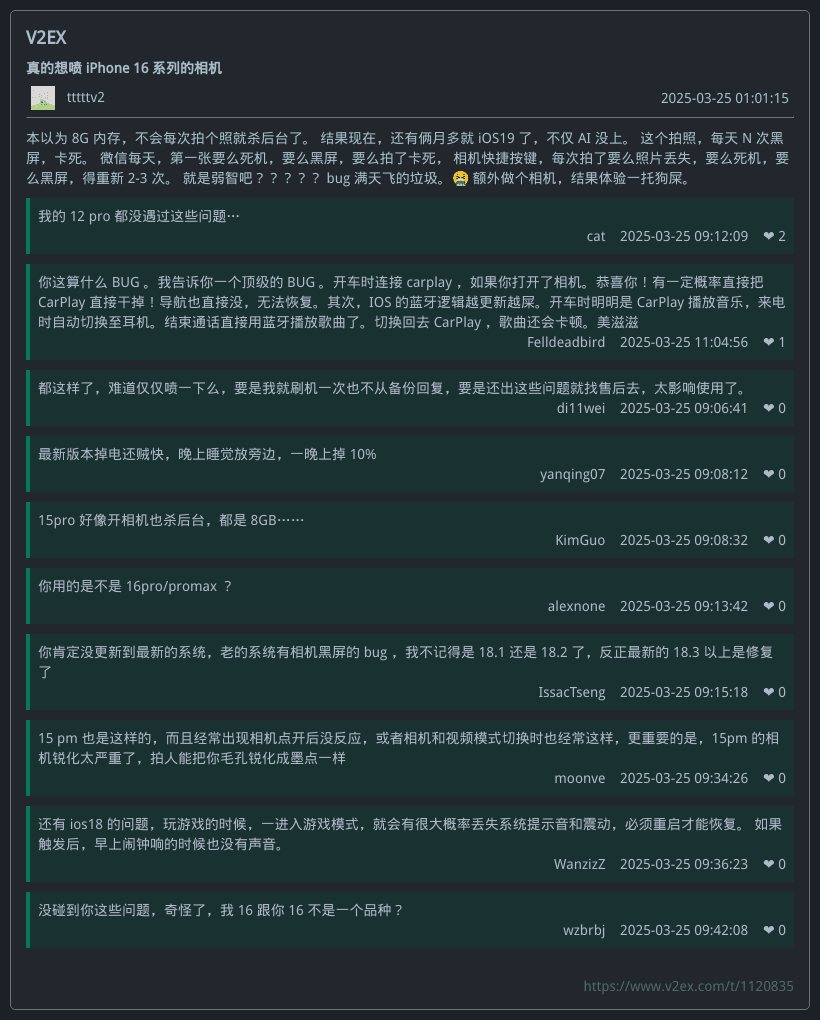 V2EX
真的想喷 iPhone 16 系列的相机
tttttv2
2025-03-25 01:01:15
本以为 8G 内存，不会每次拍个照就杀后台了。 结果现在，还有俩月多就 iOS19 了，不仅 AI 没上。 这个拍照，每天 N 次黑
屏，卡死。 微信每天，第一张要么死机，要么黑屏，要么拍了卡死， 相机快捷按键，每次拍了要么照片丢失，要么死机，要
么黑屏，得重新 2-3 次。 就是弱智吧？？？？？ bug 满天飞的垃圾。🤮 额外做个相机，结果体验一托狗屎。
我的 12 pro 都没遇过这些问题…
cat 2025-03-25 09:12:09 ❤ 2
你这算什么 BUG 。我告诉你一个顶级的 BUG 。开车时连接 carplay ，如果你打开了相机。恭喜你！有一定概率直接把
CarPlay 直接干掉！导航也直接没，无法恢复。其次，IOS 的蓝牙逻辑越更新越屎。开车时明明是 CarPlay 播放音乐，来电
时自动切换至耳机。结束通话直接用蓝牙播放歌曲了。切换回去 CarPlay ，歌曲还会卡顿。美滋滋
Felldeadbird 2025-03-25 11:04:56 ❤ 1
都这样了，难道仅仅喷一下么，要是我就刷机一次也不从备份回复，要是还出这些问题就找售后去，太影响使用了。
di11wei 2025-03-25 09:06:41 ❤ 0
最新版本掉电还贼快，晚上睡觉放旁边，一晚上掉 10%
yanqing07 2025-03-25 09:08:12 ❤ 0
15pro 好像开相机也杀后台，都是 8GB……
KimGuo 2025-03-25 09:08:32 ❤ 0
你用的是不是 16pro/promax ？
alexnone 2025-03-25 09:13:42 ❤ 0
你肯定没更新到最新的系统，老的系统有相机黑屏的 bug ，我不记得是 18.1 还是 18.2 了，反正最新的 18.3 以上是修复
了
IssacTseng 2025-03-25 09:15:18 ❤ 0
15 pm 也是这样的，而且经常出现相机点开后没反应，或者相机和视频模式切换时也经常这样，更重要的是，15pm 的相
机锐化太严重了，拍人能把你毛孔锐化成墨点一样
moonve 2025-03-25 09:34:26 ❤ 0
还有 ios18 的问题，玩游戏的时候，一进入游戏模式，就会有很大概率丢失系统提示音和震动，必须重启才能恢复。 如果
触发后，早上闹钟响的时候也没有声音。
WanzizZ 2025-03-25 09:36:23 ❤ 0
没碰到你这些问题，奇怪了，我 16 跟你 16 不是一个品种？
wzbrbj 2025-03-25 09:42:08 ❤ 0
https://www.v2ex.com/t/1120835